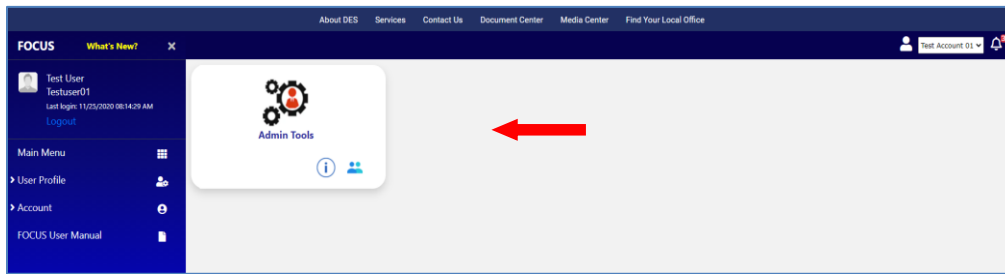 About DES Services Contact Us Document Center Media Center Find Your Local Office
FOCUS What's New? ×
Test Account 01
Test User
Testuser01
Last login: 11/25/2020 08:14:29 AM
Logout
Admin Tools
Main Menu
User Profile
Account
FOCUS User Manual